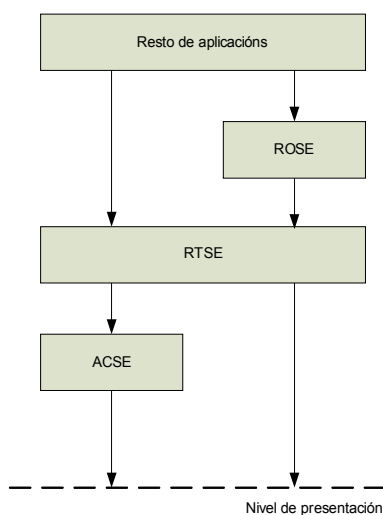 Resto de aplicacións
ROSE
RTSE
ACSE
Nivel de presentación